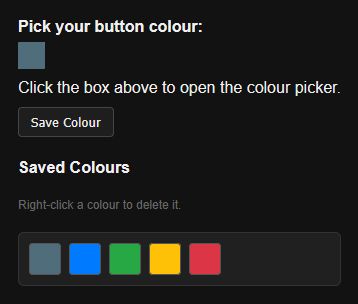 Pick your button colour:
Click the box above to open the colour picker.
Save Colour
Saved Colours
Right-click a colour to delete it.